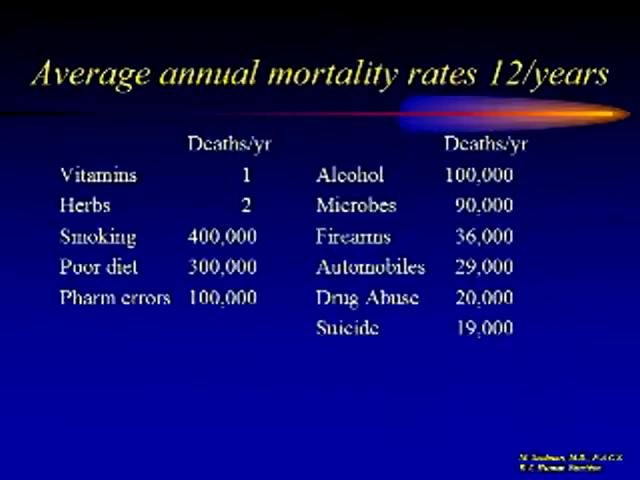 Average annual mortality rates 12/years
Deaths/yr Deaths/yr
Vitamins 1 Alcohol 100,000
Herbs 2 Microbes 90,000
Smoking 400,000 Firearms 36,000
Poor diet 300,000 Automobiles 29,000
Pharm errors 100,000 Drug Abuse 20,000
Suicide 19,000